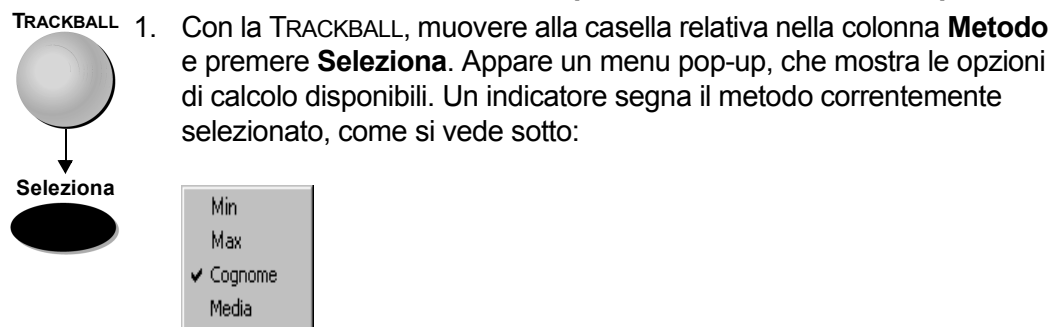 TRACKBALL
1. Con la TRACKBALL, muovere alla casella relativa nella colonna Metodo
e premere Seleziona. Appare un menu pop-up, che mostra le opzioni
di calcolo disponibili. Un indicatore segna il metodo correntemente
selezionato, come si vede sotto:
Seleziona
Min
Max
✔ Cognome
Media